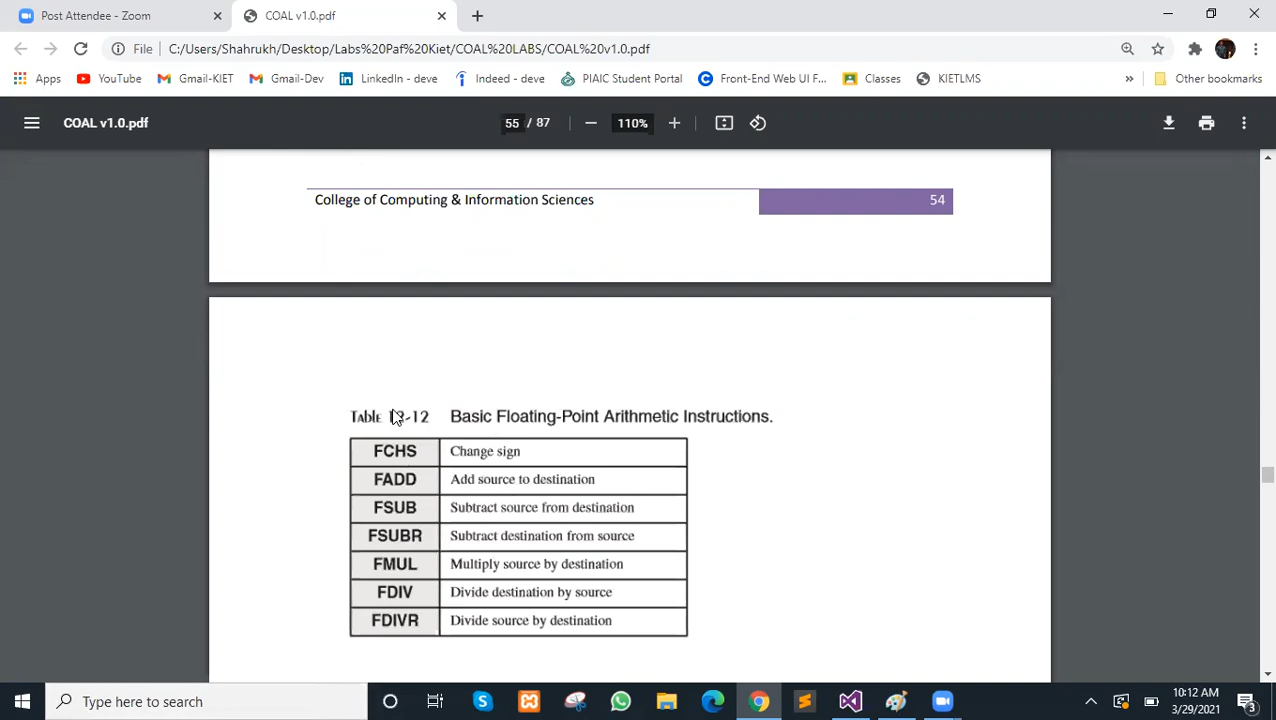 Post Attendee - Zoom
COAL v1.0.pdf
File
C:/Users/Shahrukh/Desktop/Labs%20Paf%20Kiet/COAL%20LABS/COAL%20v1.0.pdf
Apps
YouTube
Gmail-KIET
Gmail-Dev
LinkedIn - deve
Indeed - deve
PIAIC Student Portal
Front-End Web UI F...
Classes
KIETLMS
»
Other bookmarks
COAL v1.0.pdf
55 / 87
110%
College of Computing & Information Sciences 54
Table 12-12 Basic Floating-Point Arithmetic Instructions.
FCHS Change sign
FADD Add source to destination
FSUB Subtract source from destination
FSUBR Subtract destination from source
FMUL Multiply source by destination
FDIV Divide destination by source
FDIVR Divide source by destination
Type here to search
10:12 AM
3/29/2021
3